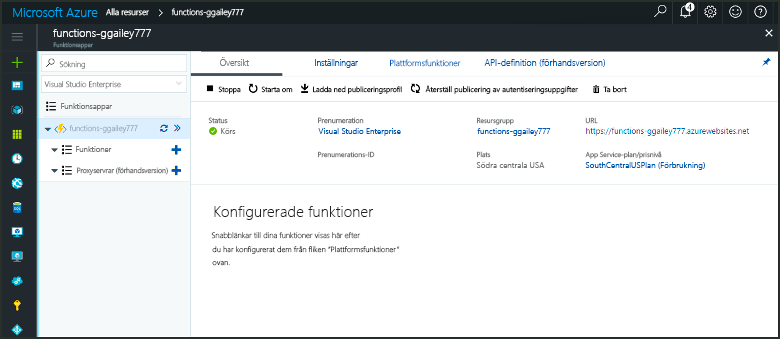 Microsoft Azure Alla resurser > functions-ggailey777
4
functions-ggailey777
Funktionsappar
Sökning
Visual Studio Enterprise
Funktionsappar
functions-ggailey777
Funktioner
Proxyservrar (förhandsversion)
Översikt Inställningar Plattformsfunktioner API-definition (förhandsversion)
Stoppa Starta om Ladda ned publiceringsprofil Återställ publicering av autentiseringsuppgifter Ta bort
Status Prenumeration Resursgrupp URL
Körs Visual Studio Enterprise functions-ggailey777 https://functions-ggailey777.azurewebsites.net
Prenumerations-ID Plats App Service-plan/prisnivå
Södra centrala USA SouthCentralUSPlan (Förbrukning)
Konfigurerade funktioner
Snabblänkar till dina funktioner visas här efter
du har konfigurerat dem från fliken "Plattformsfunktioner"
ovan.